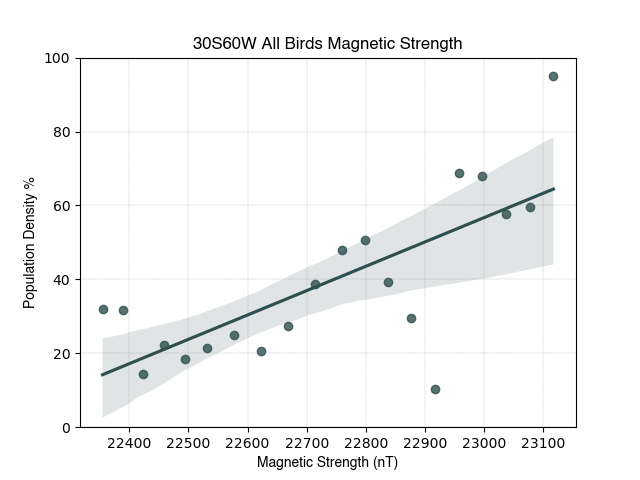 30S60W All Birds Magnetic Strength
100
80
60
40
20
0
Population Density %
22400 22500 22600 22700 22800 22900 23000 23100
Magnetic Strength (nT)